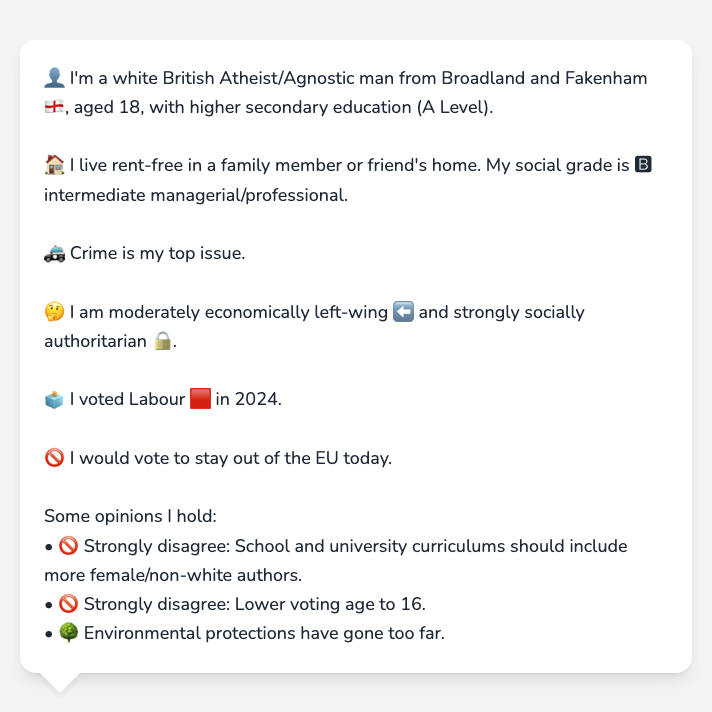 👤 I'm a white British Atheist/Agnostic man from Broadland and Fakenham
🏴󠁧󠁢󠁥󠁮󠁧󠁿, aged 18, with higher secondary education (A Level).
🏠 I live rent-free in a family member or friend's home. My social grade is 🅱
intermediate managerial/professional.
🚓 Crime is my top issue.
🤔 I am moderately economically left-wing ⬅️ and strongly socially
authoritarian 🔒.
🗳️ I voted Labour 🟥 in 2024.
🚫 I would vote to stay out of the EU today.
Some opinions I hold:
• 🚫 Strongly disagree: School and university curriculums should include
more female/non-white authors.
• 🚫 Strongly disagree: Lower voting age to 16.
• 🌳 Environmental protections have gone too far.